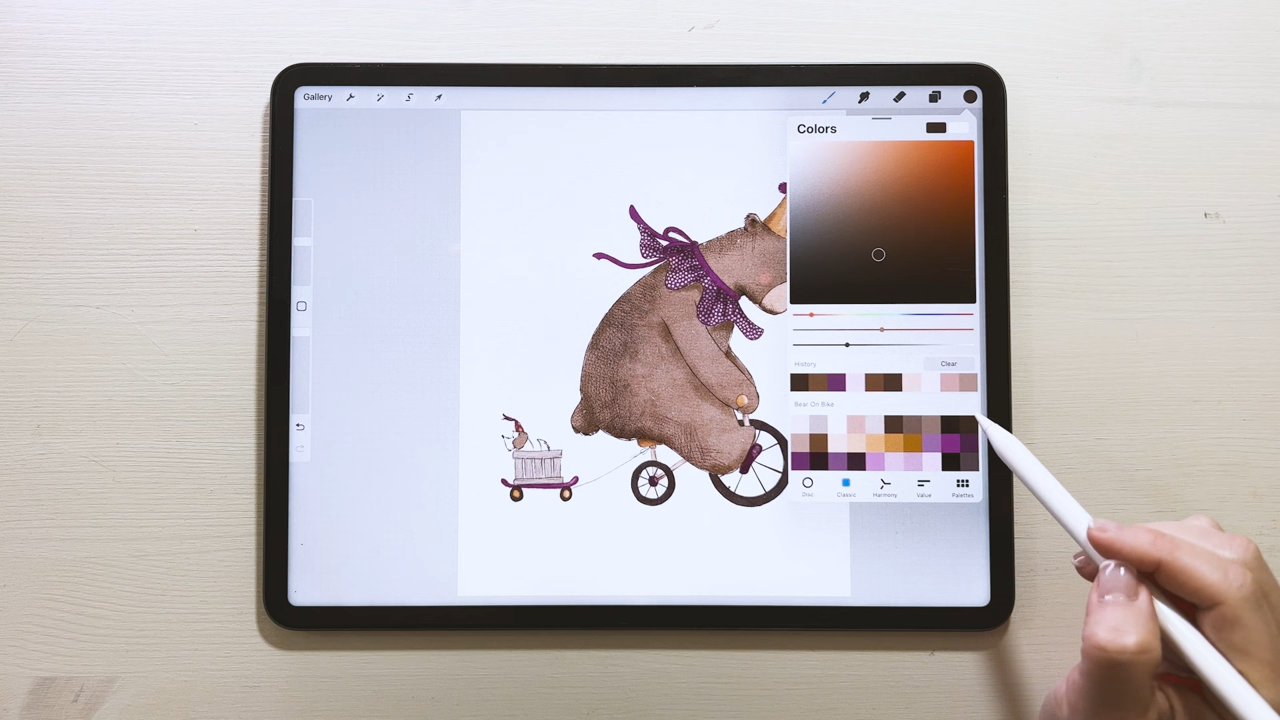 Gallery
Colors
History
Clear
Bear On Bike
Disc
Classic
Harmony
Value
Palettes